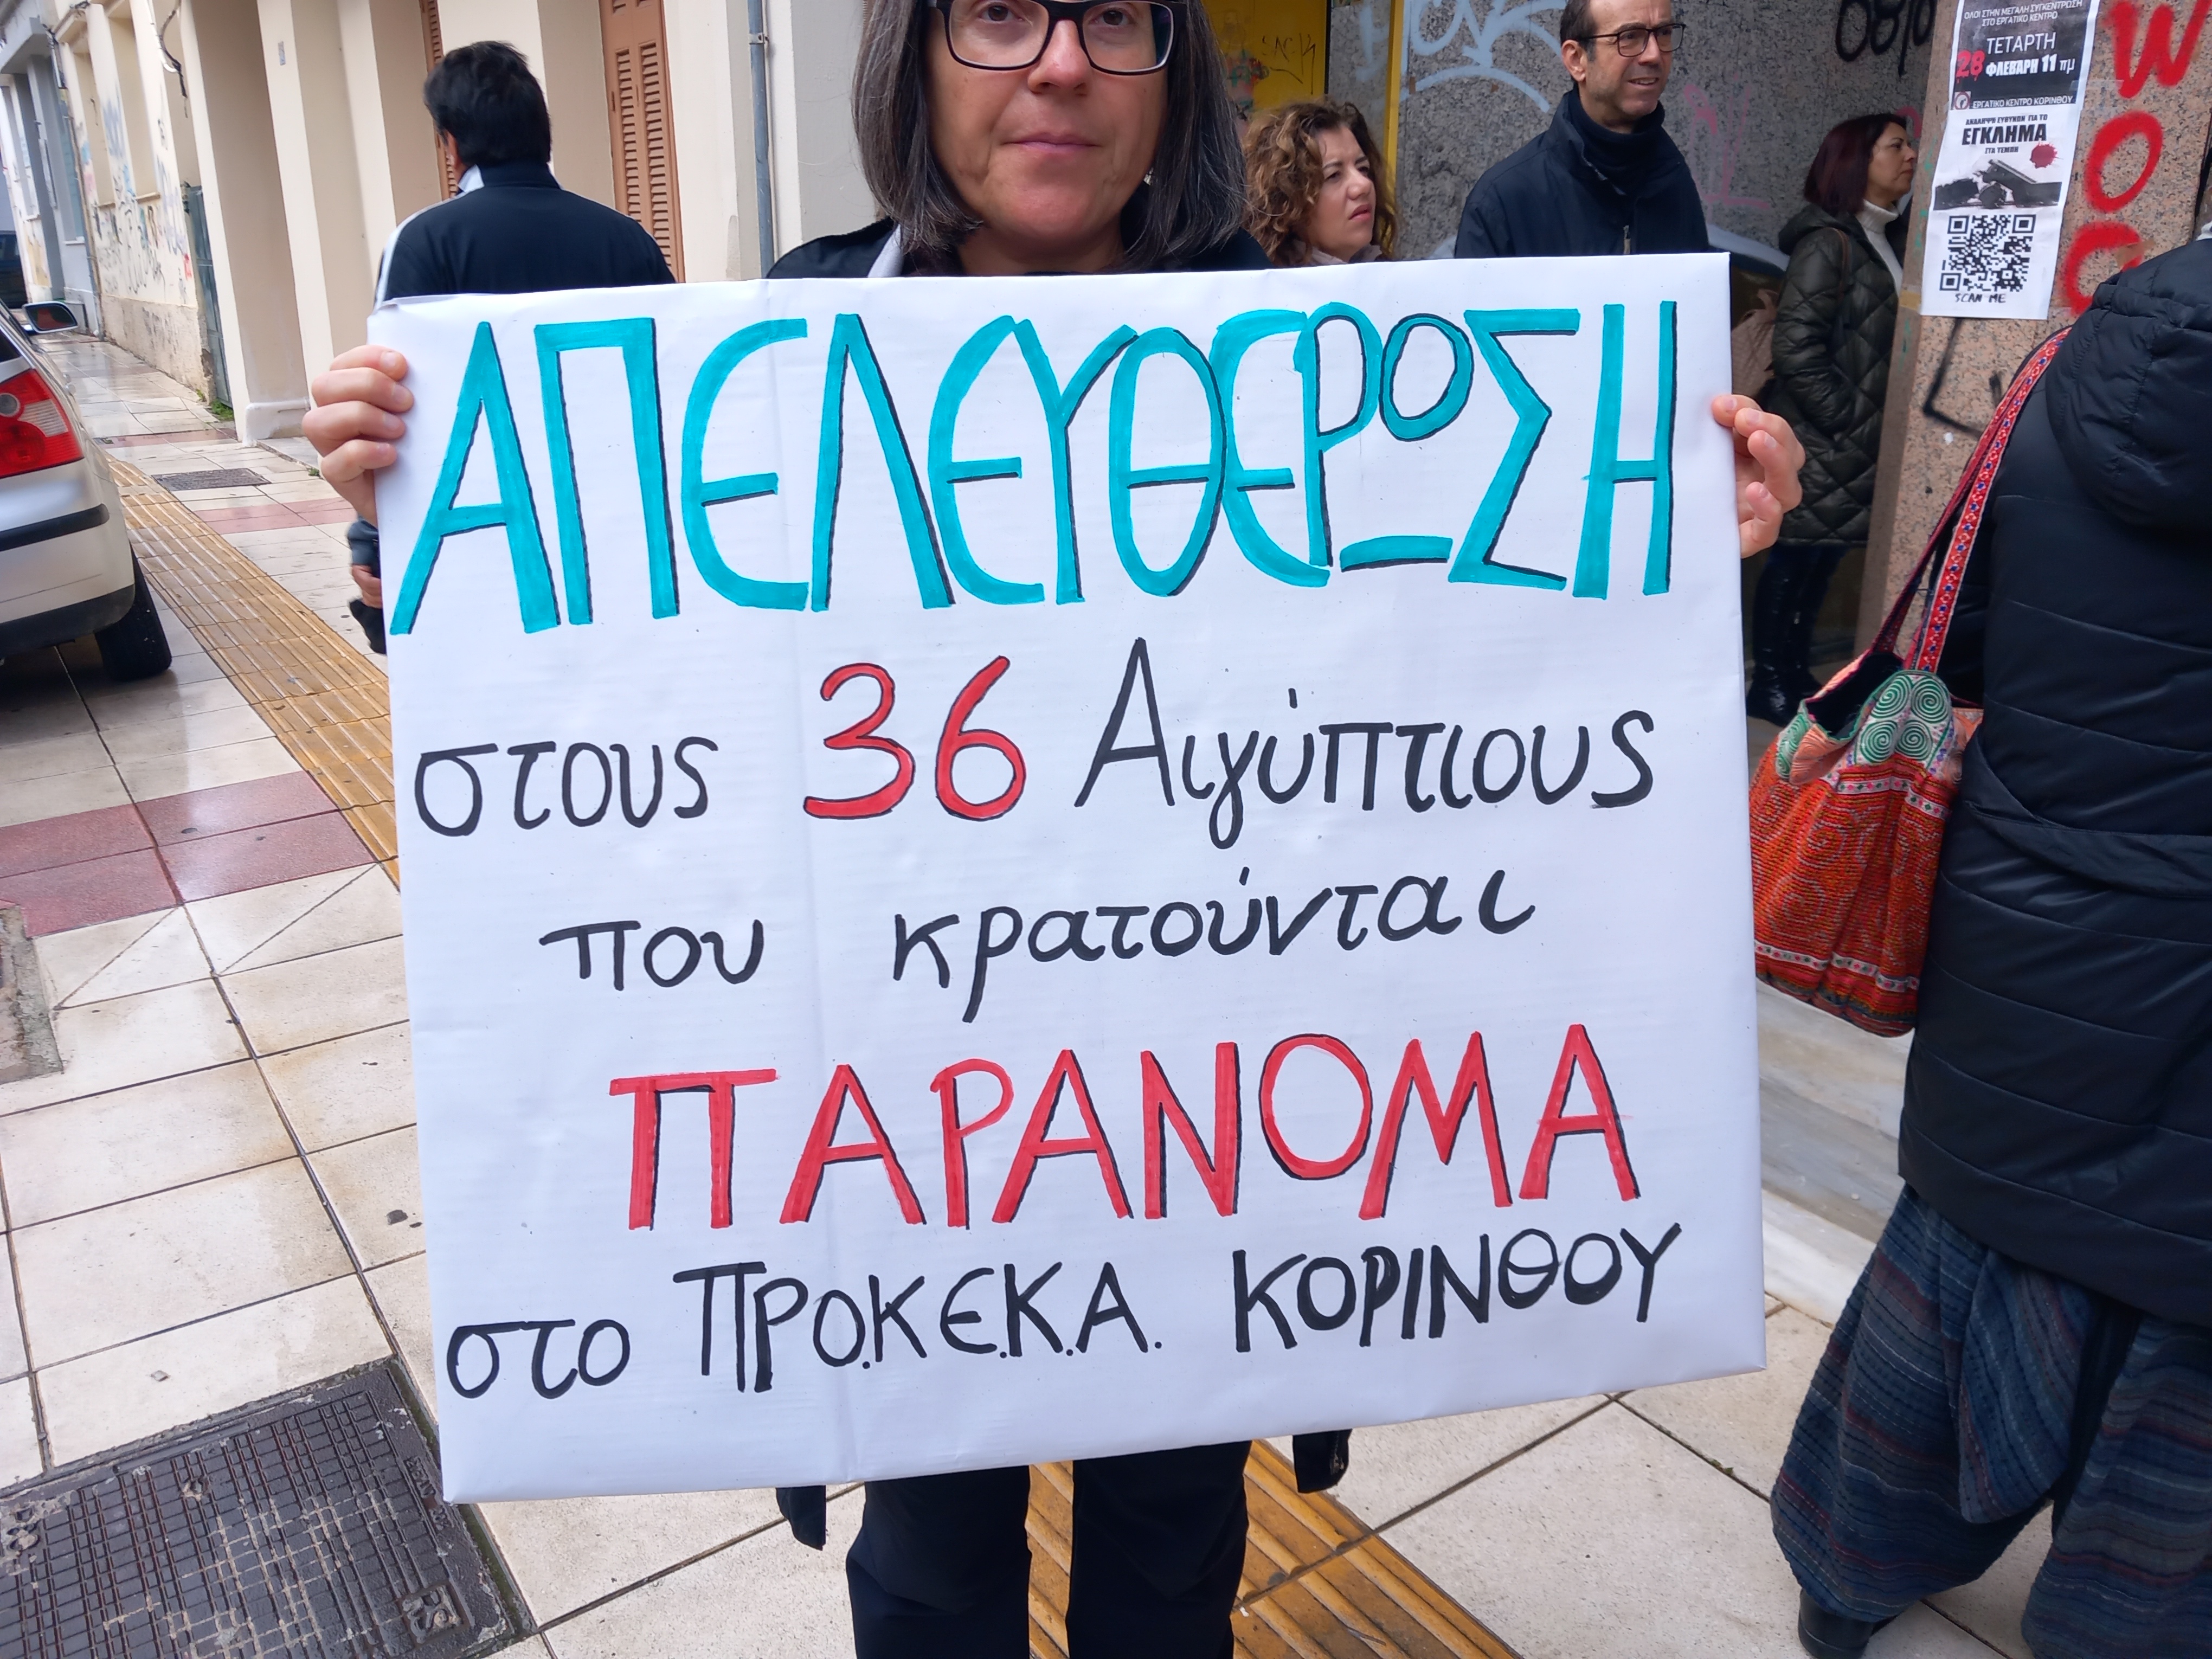 ΑΠΕΛΕΥΘΕΡΩΣΗ
στους 36 Αιγύπτιους
που κρατούνται
ΠΑΡΑΝΟΜΑ
στο ΠΡΟ.ΚΕ.Κ.Α. ΚΟΡΙΝΘΟΥ
ΟΛΟΙ ΣΤΗΝ ΜΕΓΑΛΗ ΣΥΓΚΕΝΤΡΩΣΗ
ΣΤΟ ΕΡΓΑΤΙΚΟ ΚΕΝΤΡΟ
ΤΕΤΑΡΤΗ
28 ΦΛΕΒΑΡΗ 11 πμ
ΕΡΓΑΤΙΚΟ ΚΕΝΤΡΟ ΚΟΡΙΝΘΟΥ
ΑΝΑΛΗΨΗ ΕΥΘΥΝΩΝ ΓΙΑ ΤΟ
ΕΓΚΛΗΜΑ
ΣΤΑ ΤΕΜΠΗ
SCAN ME